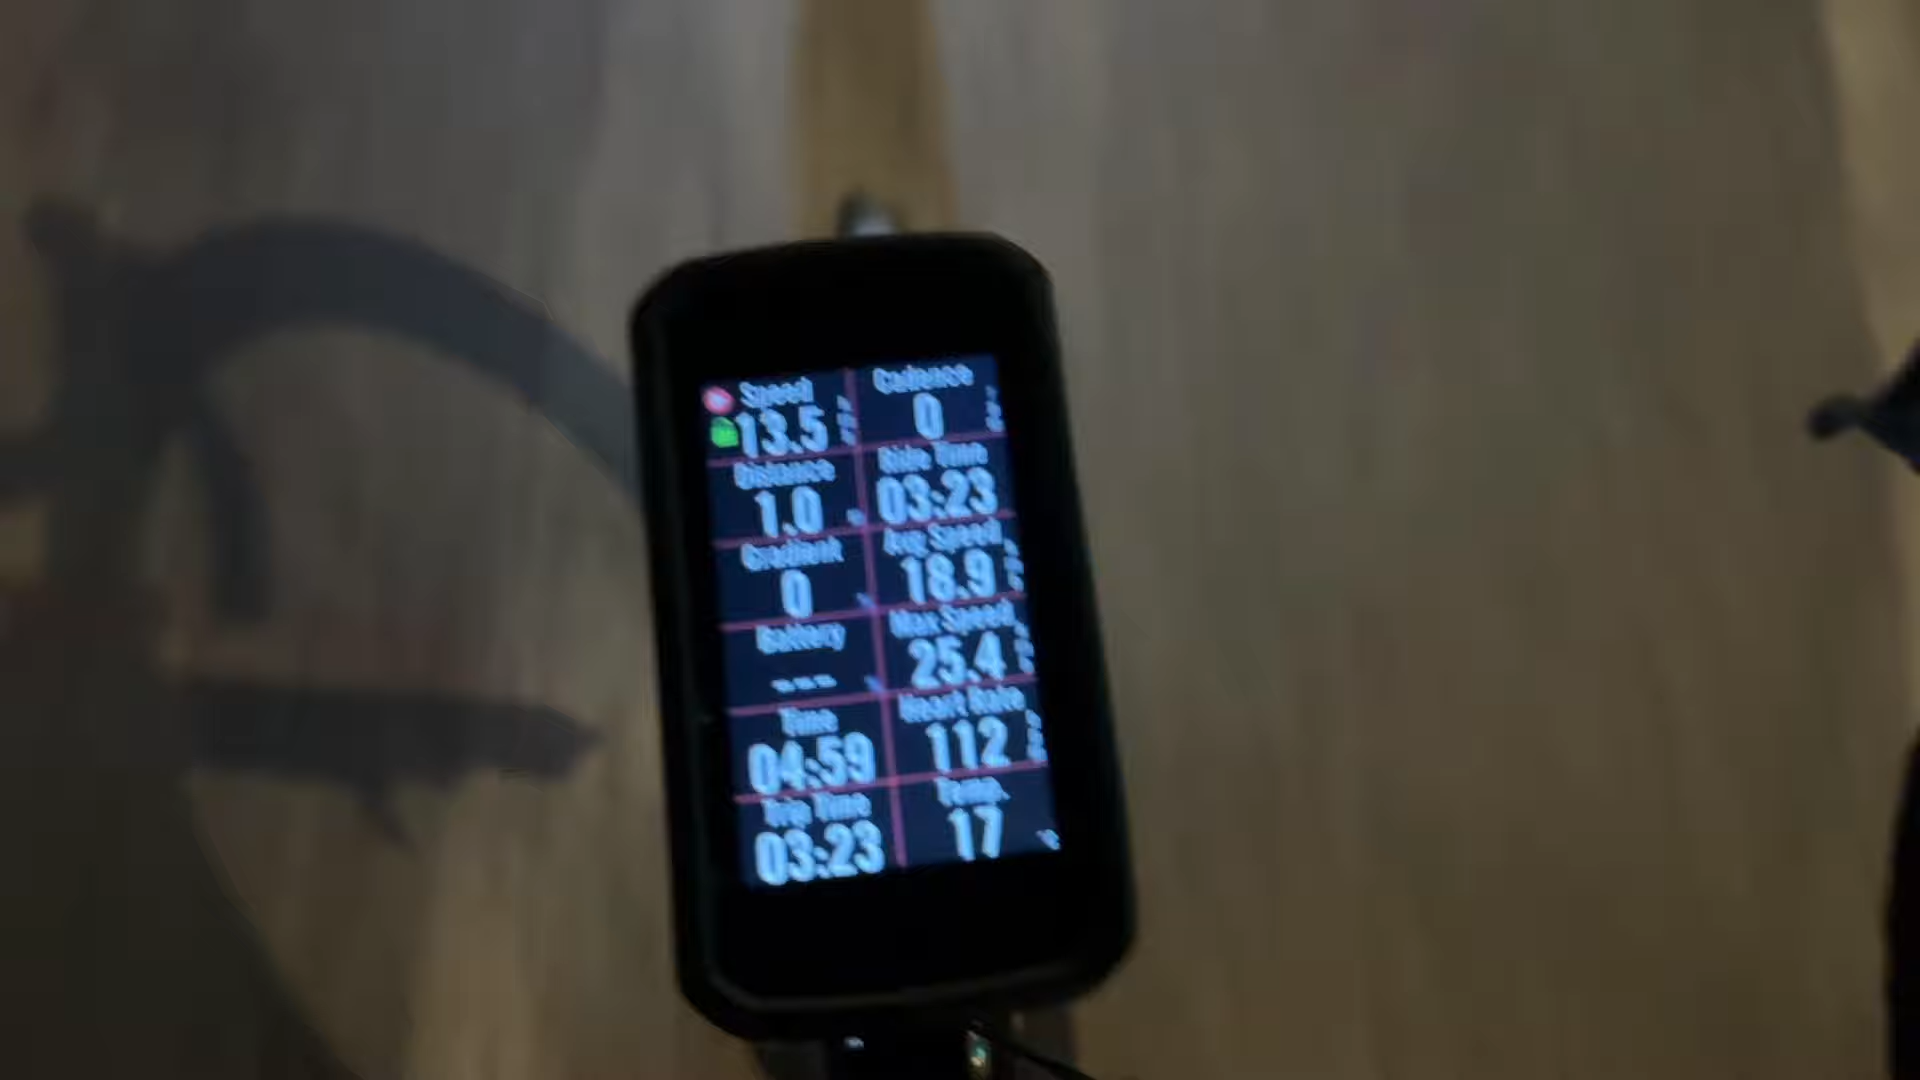 Speed Cadence
13.5 0
Distance Ride Time
1.0 03:23
Gradient Avg Speed
0 18.9
Battery Max Speed
--- 25.4
Time Heart Rate
04:59 112
Trip Time Temp.
03:23 17